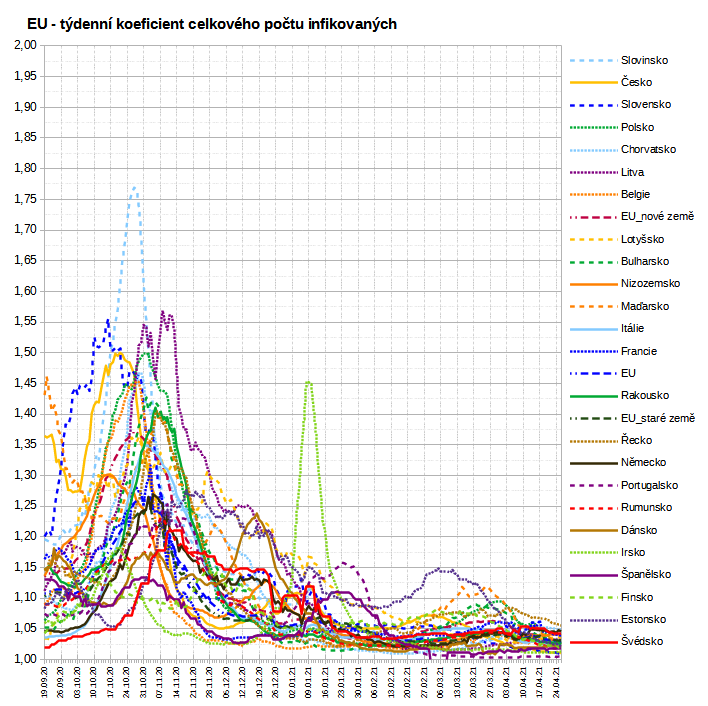 EU - týdenní koeficient celkového počtu infikovaných
2,00
1,95
1,90
1,85
1,80
1,75
1,70
1,65
1,60
1,55
1,50
1,45
1,40
1,35
1,30
1,25
1,20
1,15
1,10
1,05
1,00
19.09.20
26.09.20
03.10.20
10.10.20
17.10.20
24.10.20
31.10.20
07.11.20
14.11.20
21.11.20
28.11.20
05.12.20
12.12.20
19.12.20
26.12.20
02.01.21
09.01.21
16.01.21
23.01.21
30.01.21
06.02.21
13.02.21
20.02.21
27.02.21
06.03.21
13.03.21
20.03.21
27.03.21
03.04.21
10.04.21
17.04.21
24.04.21
Slovinsko
Česko
Slovensko
Polsko
Chorvatsko
Litva
Belgie
EU_nové země
Lotyšsko
Bulharsko
Nizozemsko
Maďarsko
Itálie
Francie
EU
Rakousko
EU_staré země
Řecko
Německo
Portugalsko
Rumunsko
Dánsko
Irsko
Španělsko
Finsko
Estonsko
Švédsko